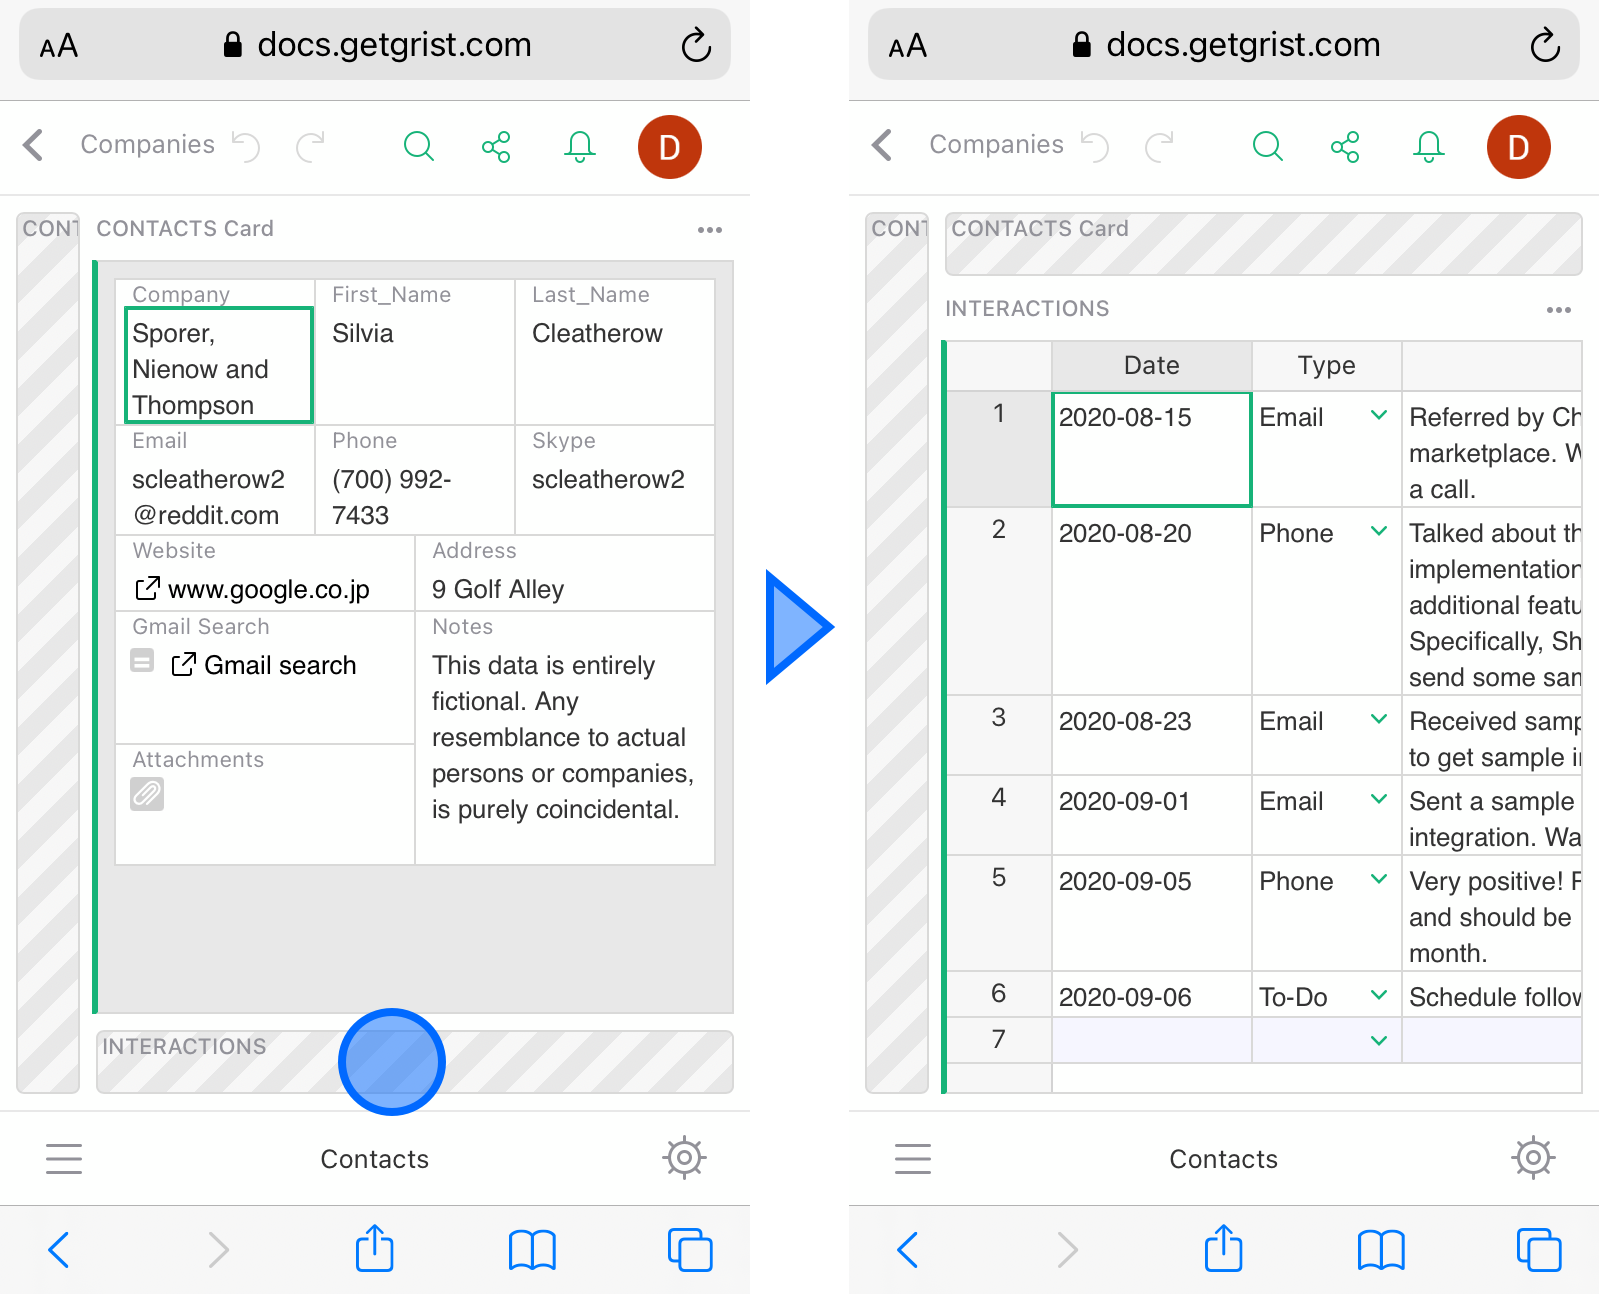 AA docs.getgrist.com
Companies D
CONT
CONTACTS Card
Company First_Name Last_Name
Sporer, Silvia Cleatherow
Nienow and
Thompson
Email Phone Skype
scleatherow2 (700) 992- scleatherow2
@reddit.com 7433
Website Address
www.google.co.jp 9 Golf Alley
Gmail Search Notes
Gmail search This data is entirely
fictional. Any
resemblance to actual
Attachments persons or companies,
is purely coincidental.
INTERACTIONS
Contacts
AA docs.getgrist.com
Companies D
CONT
CONTACTS Card
INTERACTIONS
Date Type
1 2020-08-15 Email Referred by Ch
marketplace. W
a call.
2 2020-08-20 Phone Talked about th
implementation
additional featu
Specifically, Sh
send some sam
3 2020-08-23 Email Received samp
to get sample i
4 2020-09-01 Email Sent a sample
integration. Wa
5 2020-09-05 Phone Very positive! F
and should be
month.
6 2020-09-06 To-Do Schedule follow
7
Contacts